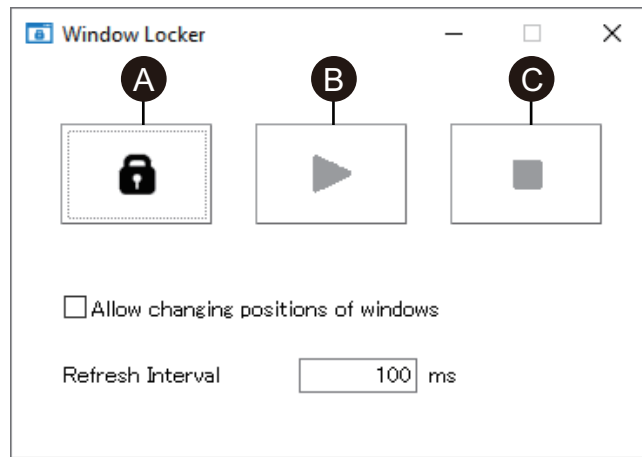 Window Locker
A B C
Allow changing positions of windows
Refresh Interval 100 ms